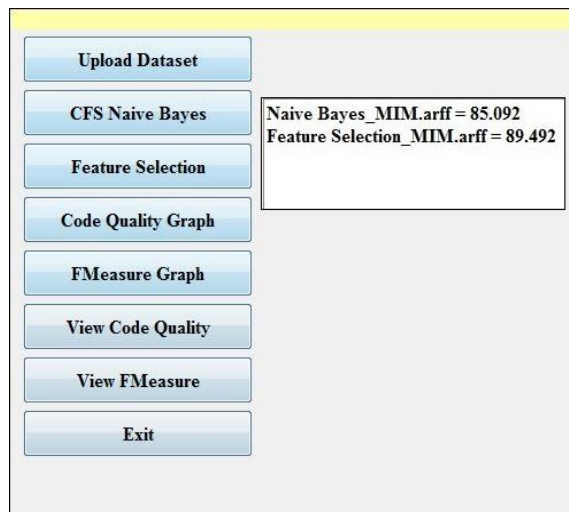 Upload Dataset
CFS Naive Bayes
Naive Bayes_MIM.arff = 85.092
Feature Selection_MIM.arff = 89.492
Feature Selection
Code Quality Graph
FMeasure Graph
View Code Quality
View FMeasure
Exit